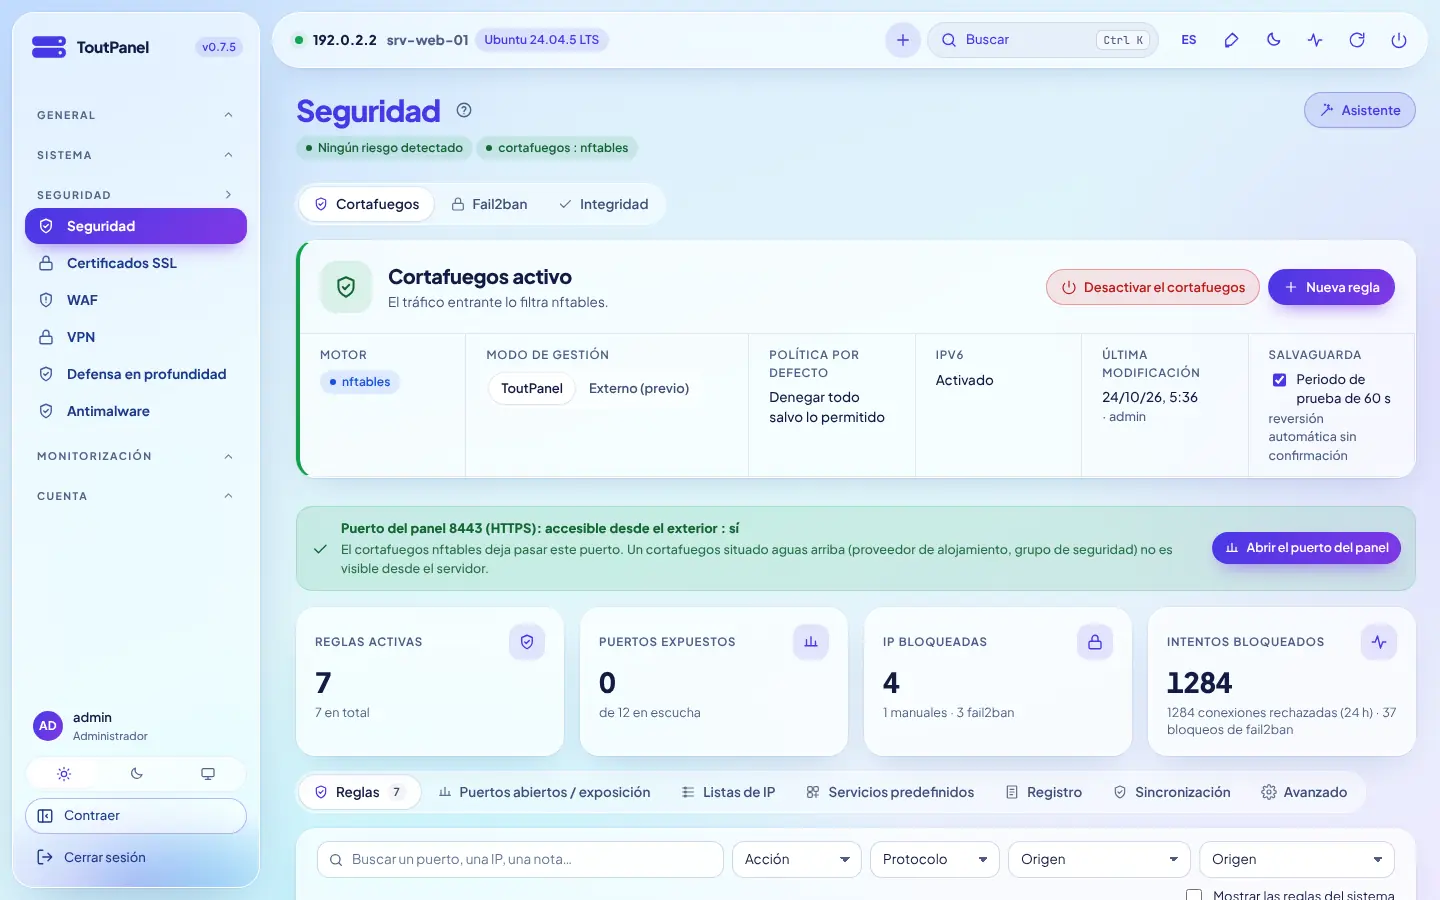 ToutPanel
v0.7.5
192.0.2.2 srv-web-01 Ubuntu 24.04.5 LTS
Buscar
Ctrl K
ES
GENERAL
SISTEMA
SEGURIDAD
Seguridad
Certificados SSL
WAF
VPN
Defensa en profundidad
Antimalware
MONITORIZACIÓN
CUENTA
AD
admin
Administrador
Contraer
Cerrar sesión
Seguridad
Asistente
Ningún riesgo detectado
cortafuegos : nftables
Cortafuegos
Fail2ban
Integridad
Cortafuegos activo
El tráfico entrante lo filtra nftables.
Desactivar el cortafuegos
Nueva regla
MOTOR
nftables
MODO DE GESTIÓN
ToutPanel
Externo (previo)
POLÍTICA POR
DEFECTO
Denegar todo
salvo lo permitido
IPV6
Activado
ÚLTIMA
MODIFICACIÓN
24/10/26, 5:36
· admin
SALVAGUARDA
Periodo de
prueba de 60 s
reversión
automática sin
confirmación
Puerto del panel 8443 (HTTPS): accesible desde el exterior : sí
El cortafuegos nftables deja pasar este puerto. Un cortafuegos situado aguas arriba (proveedor de alojamiento, grupo de seguridad) no es
visible desde el servidor.
Abrir el puerto del panel
REGLAS ACTIVAS
7
7 en total
PUERTOS EXPUESTOS
0
de 12 en escucha
IP BLOQUEADAS
4
1 manuales · 3 fail2ban
INTENTOS BLOQUEADOS
1284
1284 conexiones rechazadas (24 h) · 37
bloqueos de fail2ban
Reglas 7
Puertos abiertos / exposición
Listas de IP
Servicios predefinidos
Registro
Sincronización
Avanzado
Buscar un puerto, una IP, una nota...
Acción
Protocolo
Origen
Origen
Mostrar las reglas del sistema